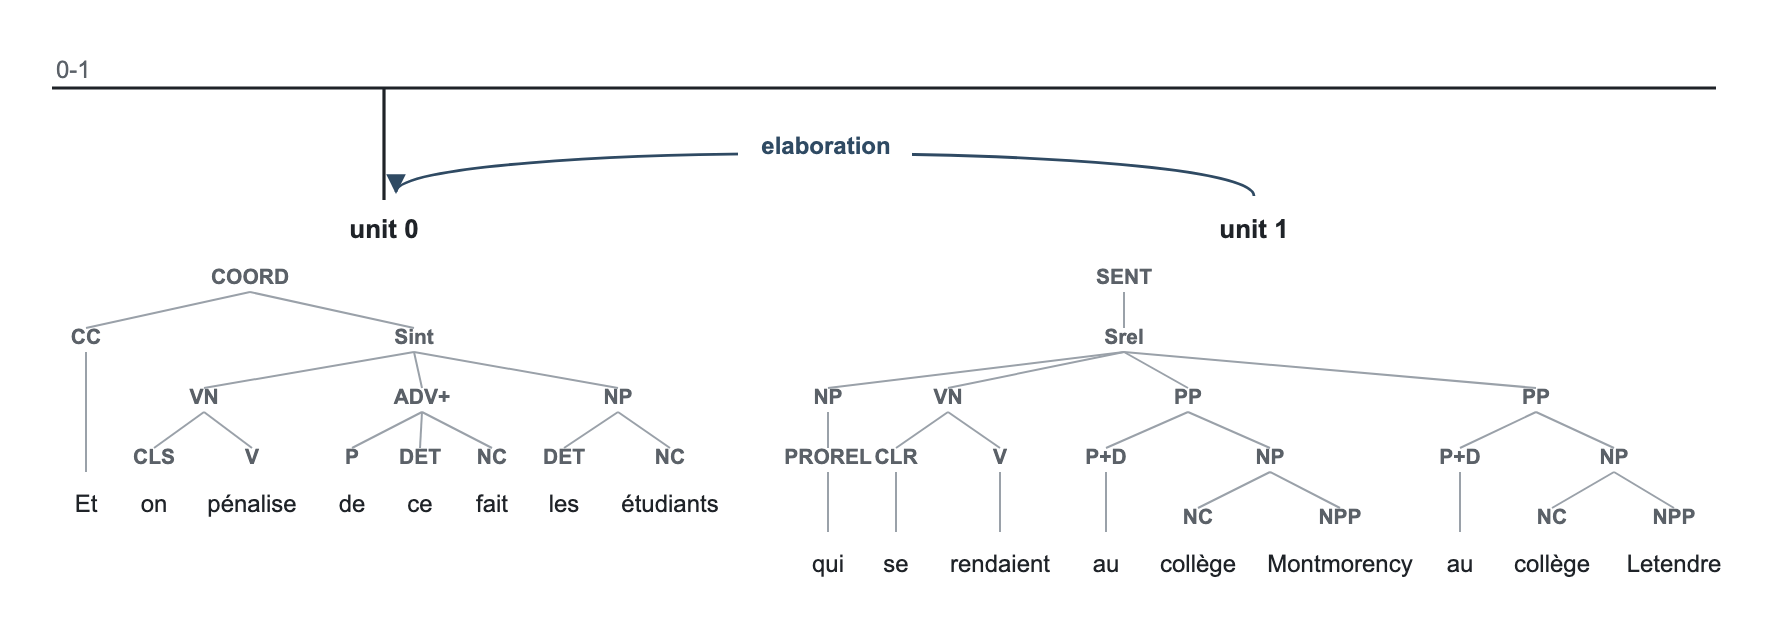 0-1
elaboration
unit 0 unit 1
COORD SENT
CC Sint Srel
VN ADV+ NP NP VN PP PP
CLS V P DET NC DET NC PROREL CLR V P+D NP P+D NP
Et on pénalise de ce fait les étudiants NC NPP NC NPP
qui se rendaient au collège Montmorency au collège Letendre